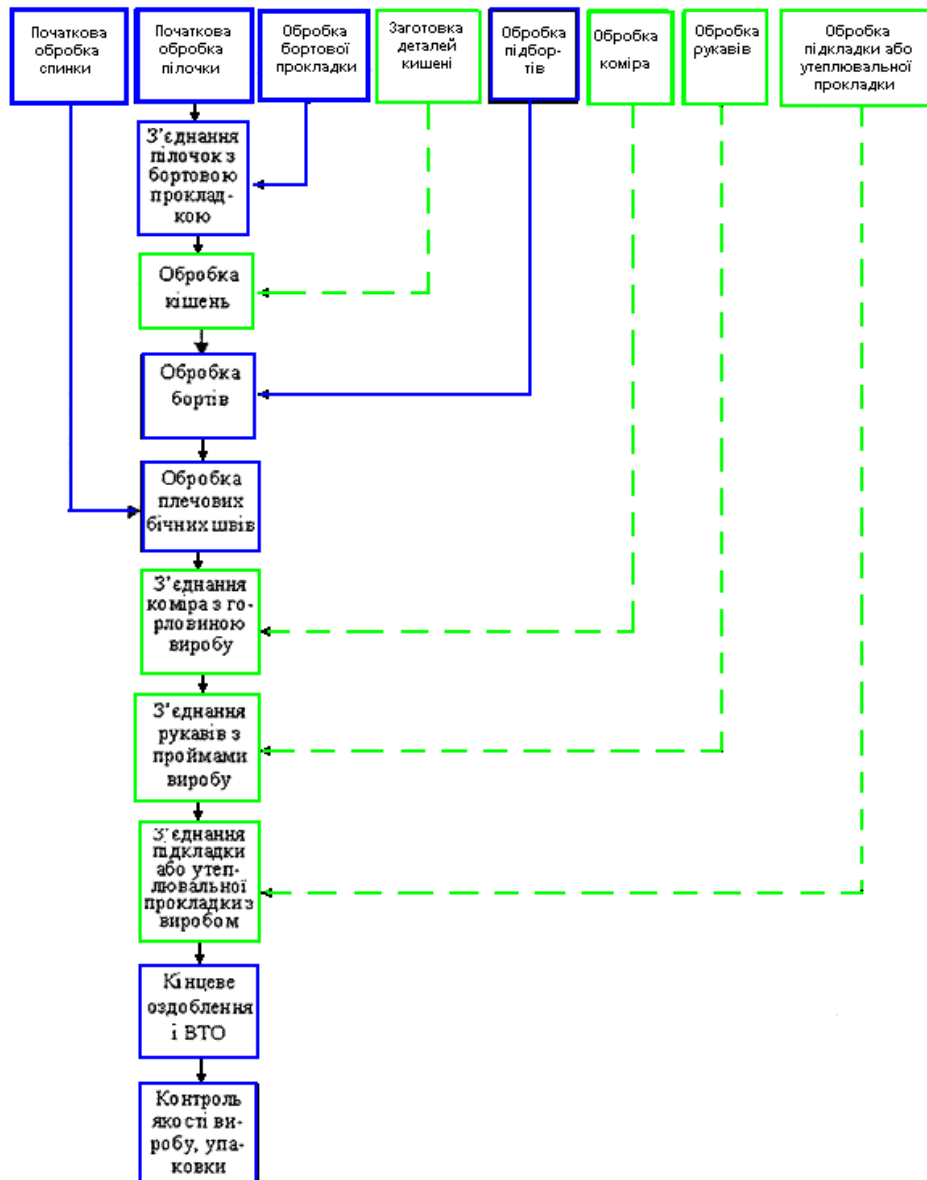 Початкова
обробка
спинки
Початкова
обробка
пілочки
Обробка
бортової
прокладки
Заготовка
деталей
кишені
Обробка
підбор-
тів
Обробка
коміра
Обробка
рукавів
Обробка
підкладки або
утеплювальної
прокладки
З’єднання
пілочок з
бортовою
проклад-
кою
Обробка
кішень
Обробка
бортів
Обробка
плечових
бічних швів
З’єднання
коміра з го-
рловиною
виробу
З’єднання
рукавів з
проймами
виробу
З’єднання
підкладки
або утеп-
лювальної
прокладки з
виробом
Кінцеве
оздоблення
і ВТО
Контроль
якості ви-
робу, упа-
ковки